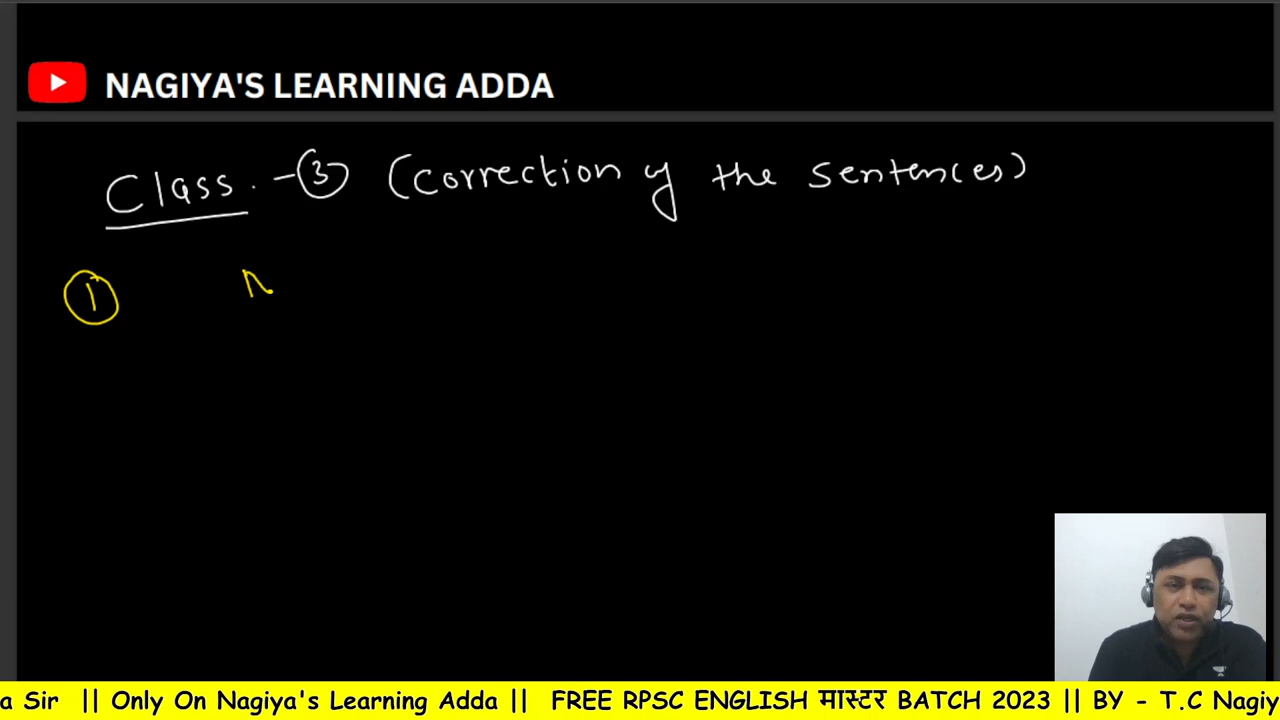 NAGIYA'S LEARNING ADDA
Class. - 3 (Correction of the sentences)
1
a Sir || Only On Nagiya's Learning Adda || FREE RPSC ENGLISH मास्टर BATCH 2023 || BY - T.C Nagiy